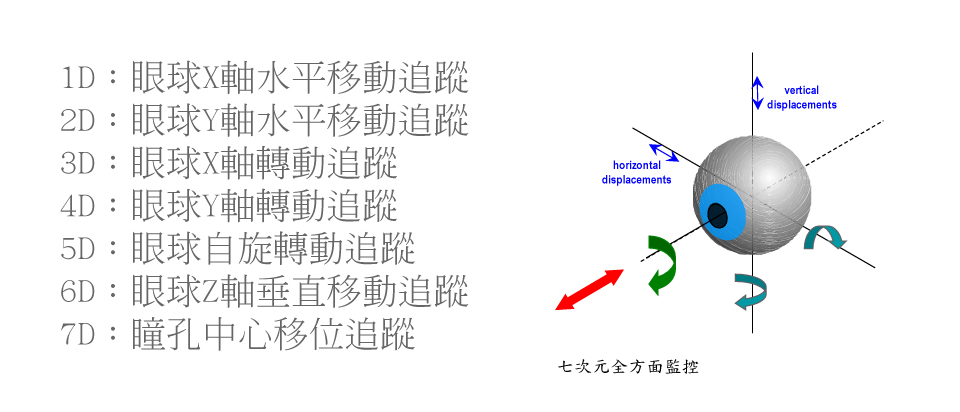 1D：眼球X軸水平移動追蹤
2D：眼球Y軸水平移動追蹤
3D：眼球X軸轉動追蹤
4D：眼球Y軸轉動追蹤
5D：眼球自旋轉動追蹤
6D：眼球Z軸垂直移動追蹤
7D：瞳孔中心移位追蹤
vertical
displacements
horizontal
displacements
七次元全方面監控